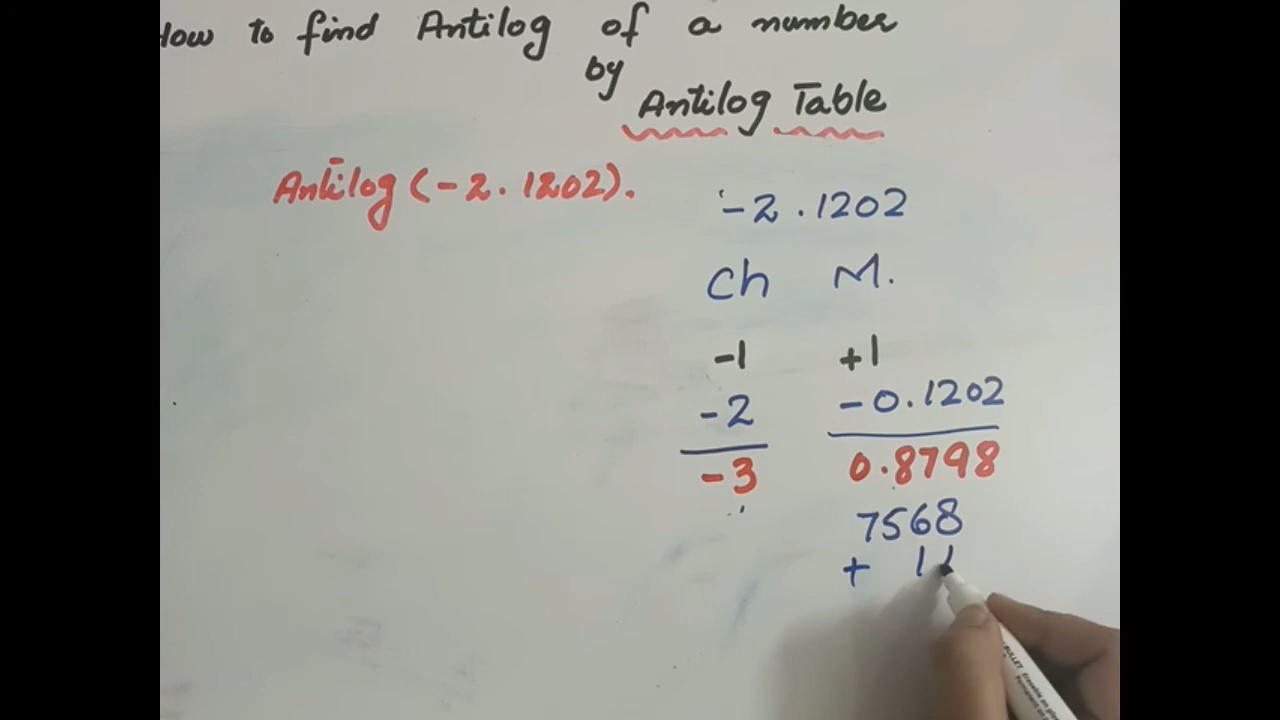 How to find Antilog of a number
by
Antilog Table
Antilog (-2.1202).
-2.1202
Ch M.
-1 +1
-2 -0.1202
-3 0.8798
7568
+ 11